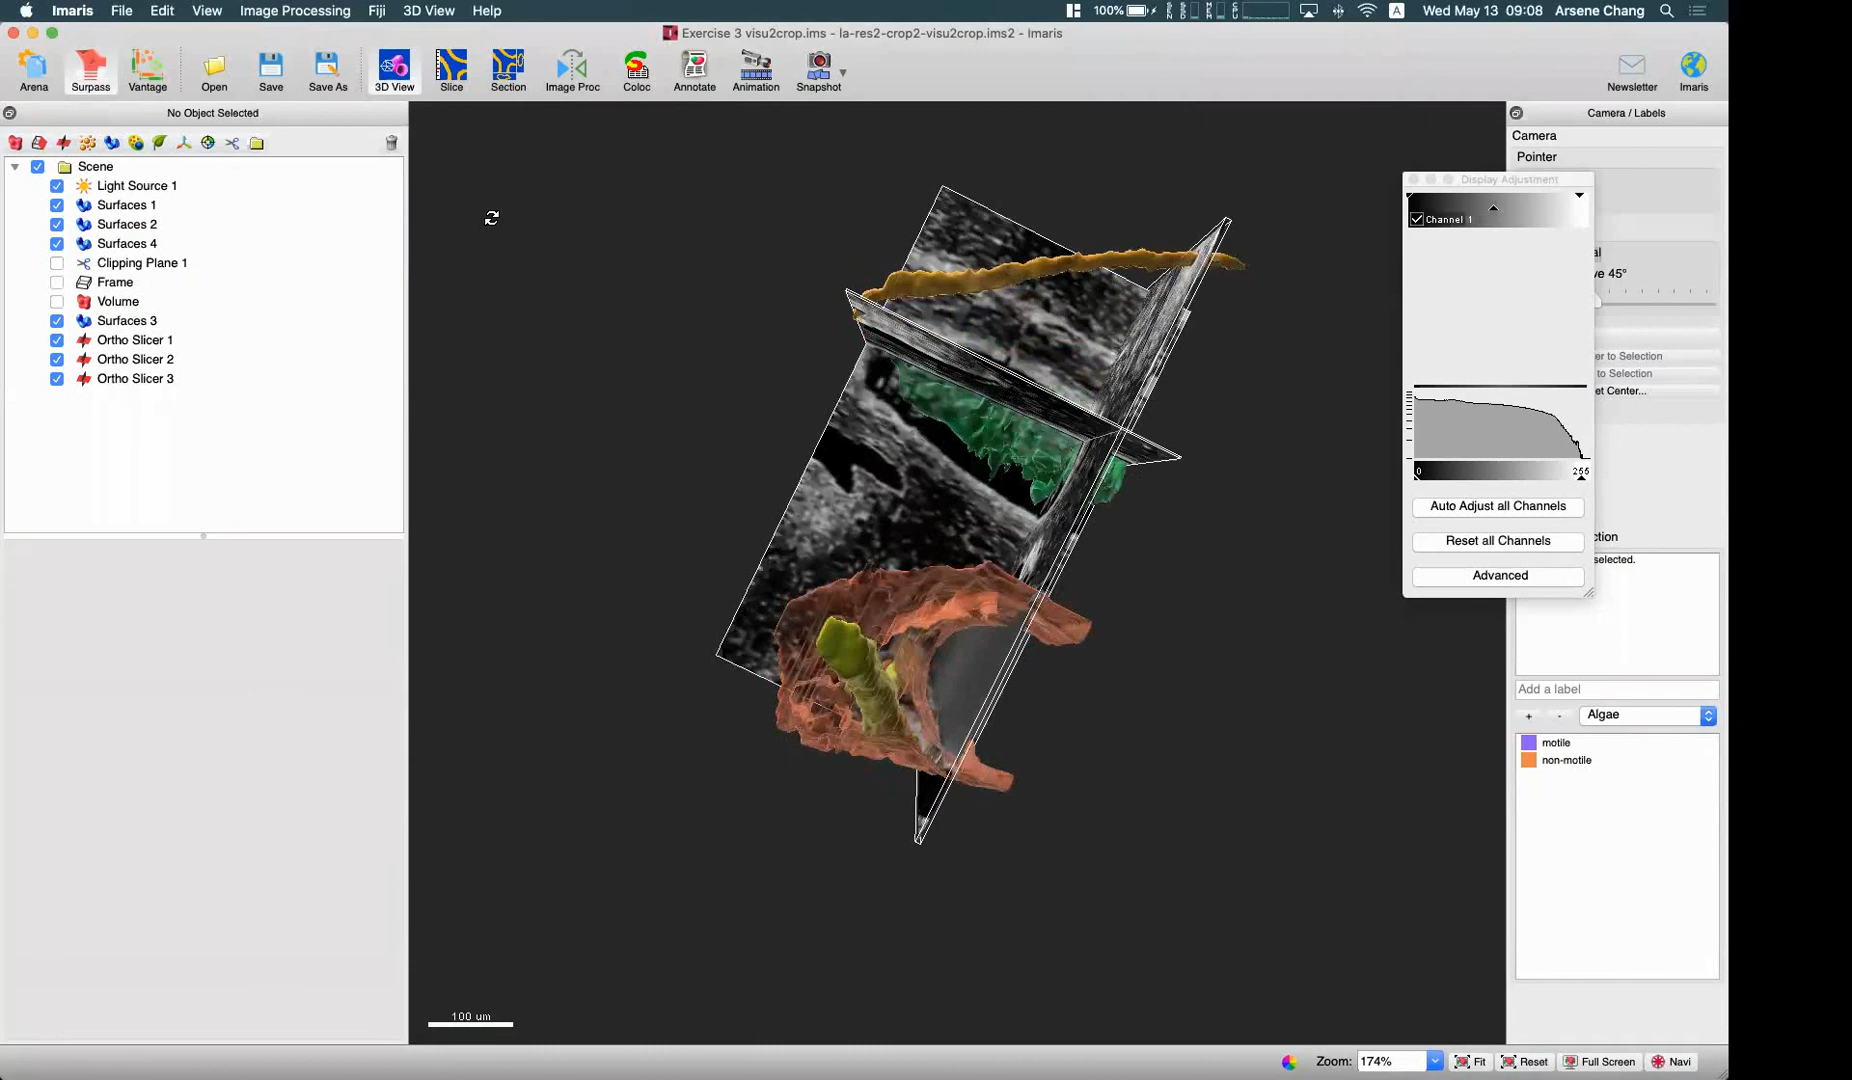 Imaris File Edit View Image Processing Fiji 3D View Help 100% Wed May 13 09:08 Arsene Chang
Exercise 3 visu2crop.ims - la-res2-crop2-visu2crop.ims2 - Imaris
Arena Surpass Vantage Open Save Save As 3D View Slice Section Image Proc Coloc Annotate Animation Snapshot Newsletter Imaris
No Object Selected
Camera / Labels
Camera
Pointer
Scene
Light Source 1
Surfaces 1
Surfaces 2
Surfaces 4
Clipping Plane 1
Frame
Volume
Surfaces 3
Ortho Slicer 1
Ortho Slicer 2
Ortho Slicer 3
Display Adjustment
Channel 1
al
ve 45°
er to Selection
to Selection
et Center...
0 255
Auto Adjust all Channels
Reset all Channels
Advanced
ction
selected.
Add a label
+ - Algae
motile
non-motile
100 um
Zoom: 174% Fit Reset Full Screen Navi